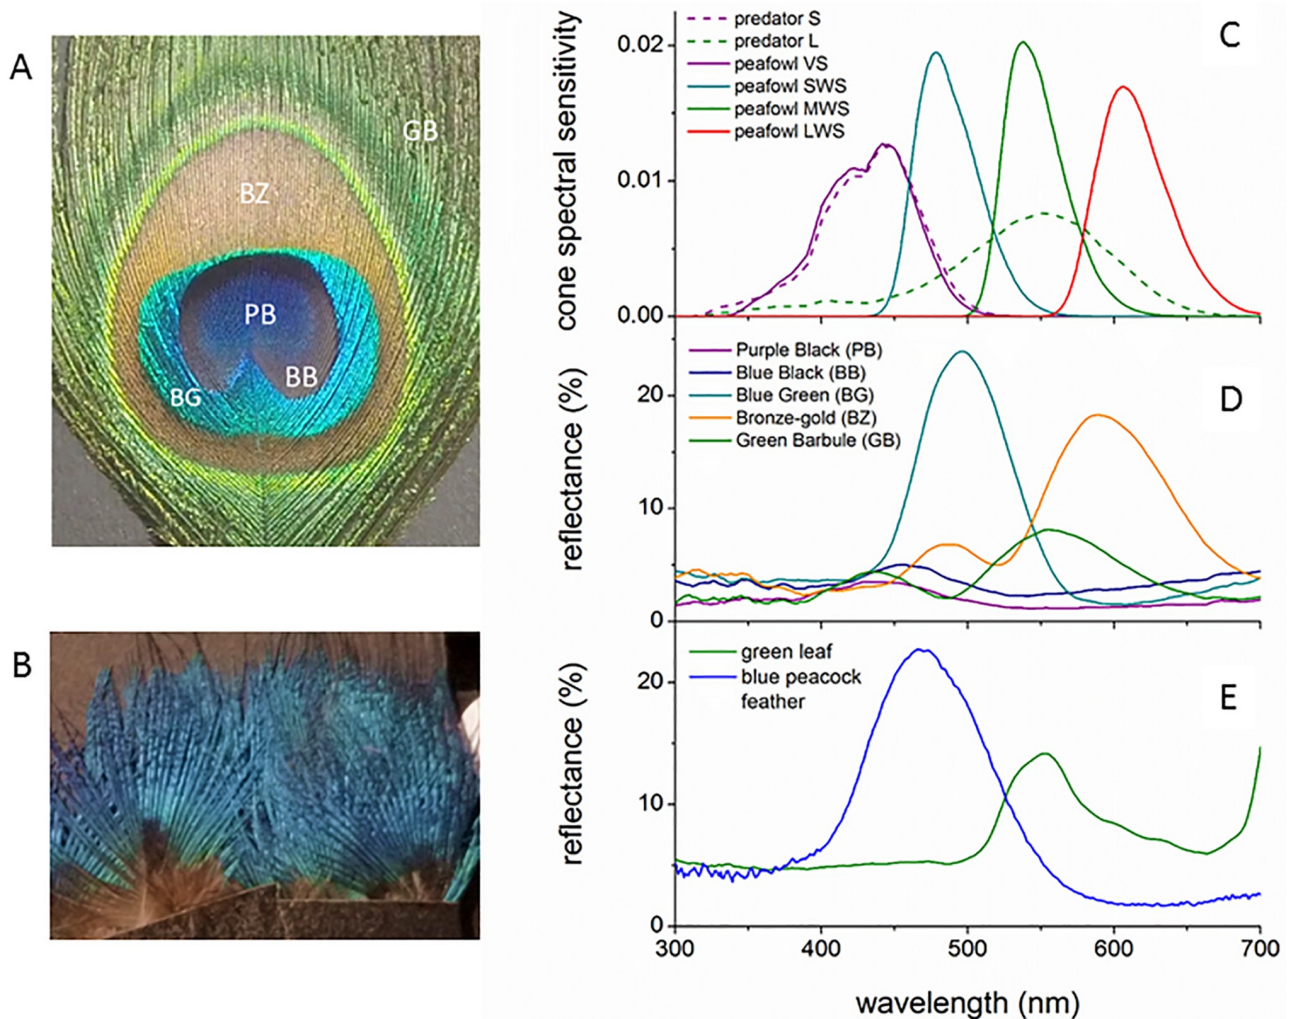 A
GB
BZ
PB
BB
BG
B
C
cone spectral sensitivity
predator S
predator L
peafowl VS
peafowl SWS
peafowl MWS
peafowl LWS
0.02
0.01
0.00
D
reflectance (%)
Purple Black (PB)
Blue Black (BB)
Blue Green (BG)
Bronze-gold (BZ)
Green Barbule (GB)
20
10
0
E
reflectance (%)
green leaf
blue peacock
feather
20
10
0
300 400 500 600 700
wavelength (nm)